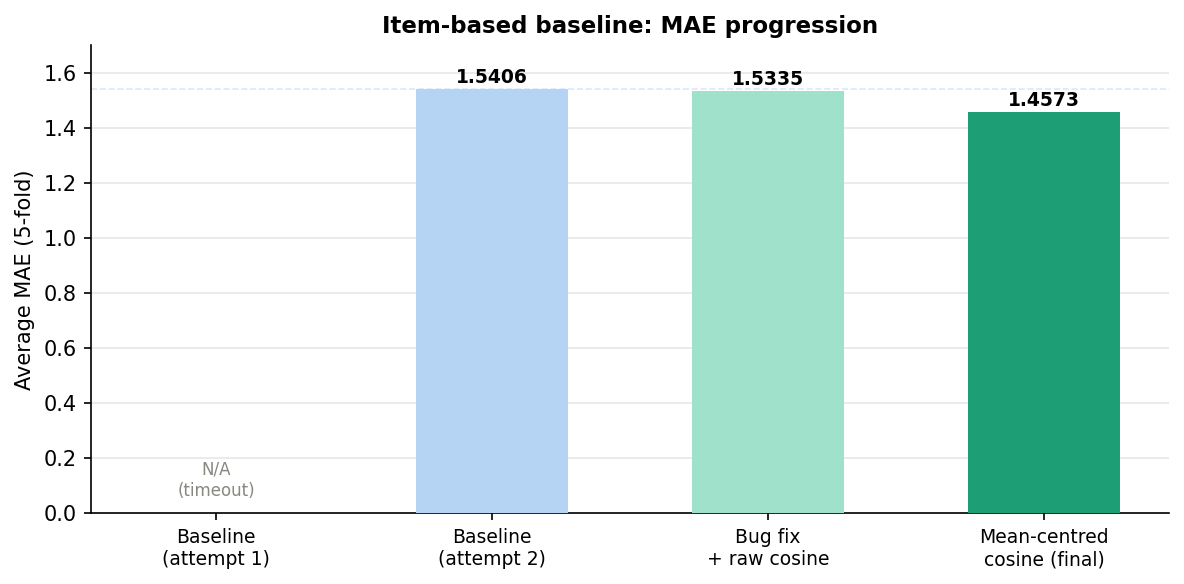 Item-based baseline: MAE progression
Average MAE (5-fold)
1.6
1.4
1.2
1.0
0.8
0.6
0.4
0.2
0.0
N/A
(timeout)
1.5406
1.5335
1.4573
Baseline
(attempt 1)
Baseline
(attempt 2)
Bug fix
+ raw cosine
Mean-centred
cosine (final)